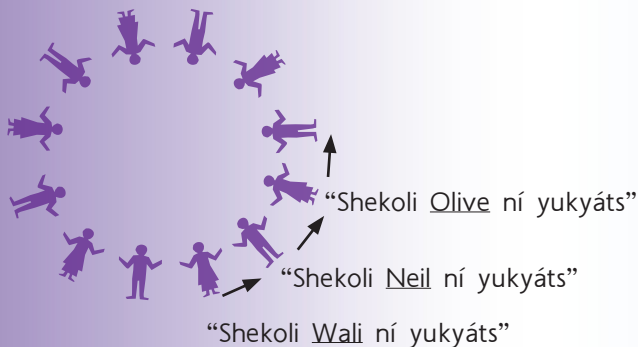 “Shekoli Olive ní yukyáts”
“Shekoli Neil ní yukyáts”
“Shekoli Wali ní yukyáts”